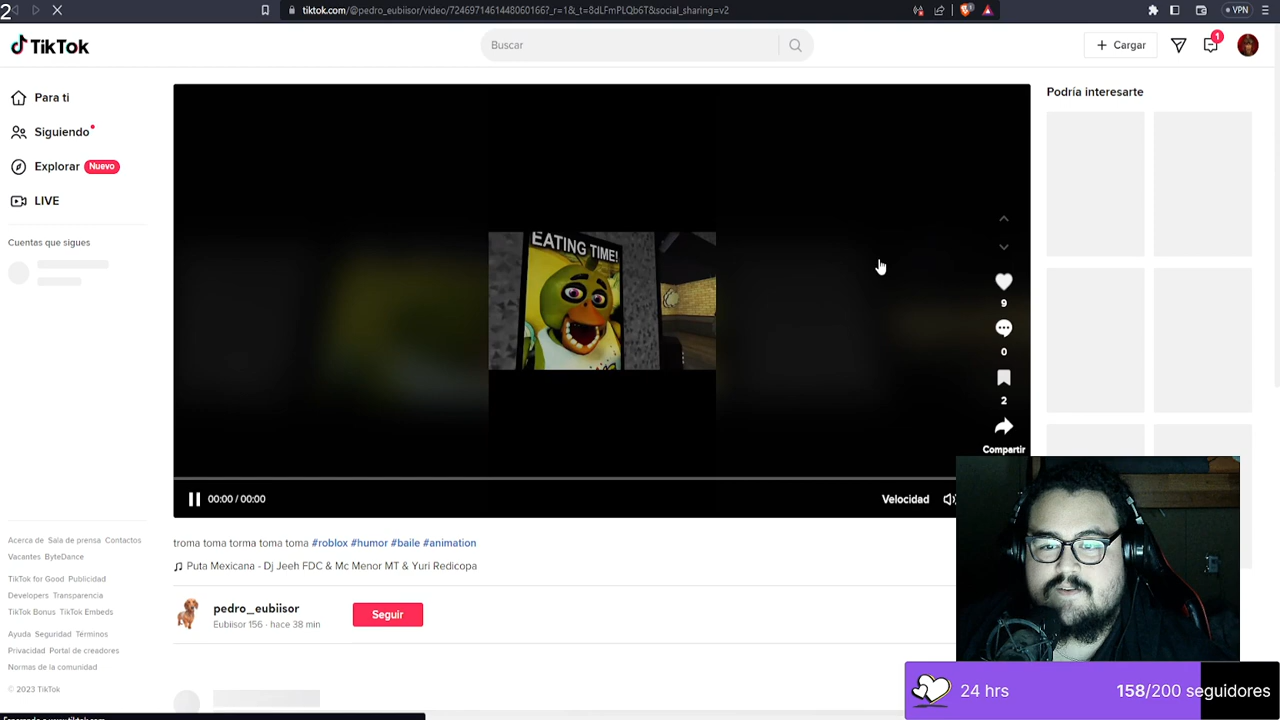 2
tiktok.com/@pedro_eubiisor/video/7246971461448060166?_r=1&_t=8dLFmPLQb6T&social_sharing=v2
VPN
TikTok
Buscar
Cargar
1
Para ti
Siguiendo
Explorar Nuevo
LIVE
Cuentas que sigues
Acerca de Sala de prensa Contactos
Vacantes ByteDance
TikTok for Good Publicidad
Developers Transparencia
TikTok Bonus TikTok Embeds
Ayuda Seguridad Términos
Privacidad Portal de creadores
Normas de la comunidad
© 2023 TikTok
EATING TIME!
9
0
2
Compartir
00:00 / 00:00
Velocidad
troma toma torma toma toma #roblox #humor #baile #animation
Puta Mexicana - Dj Jeeh FDC & Mc Menor MT & Yuri Redicopa
pedro_eubiisor
Eubiisor 156 · hace 38 min
Seguir
Podría interesarte
24 hrs
158/200 seguidores